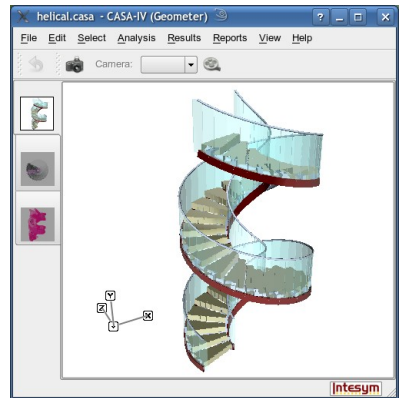 helical.casa - CASA-IV (Geometer)
File Edit Select Analysis Results Reports View Help
Camera:
Y
Z X
Intesym